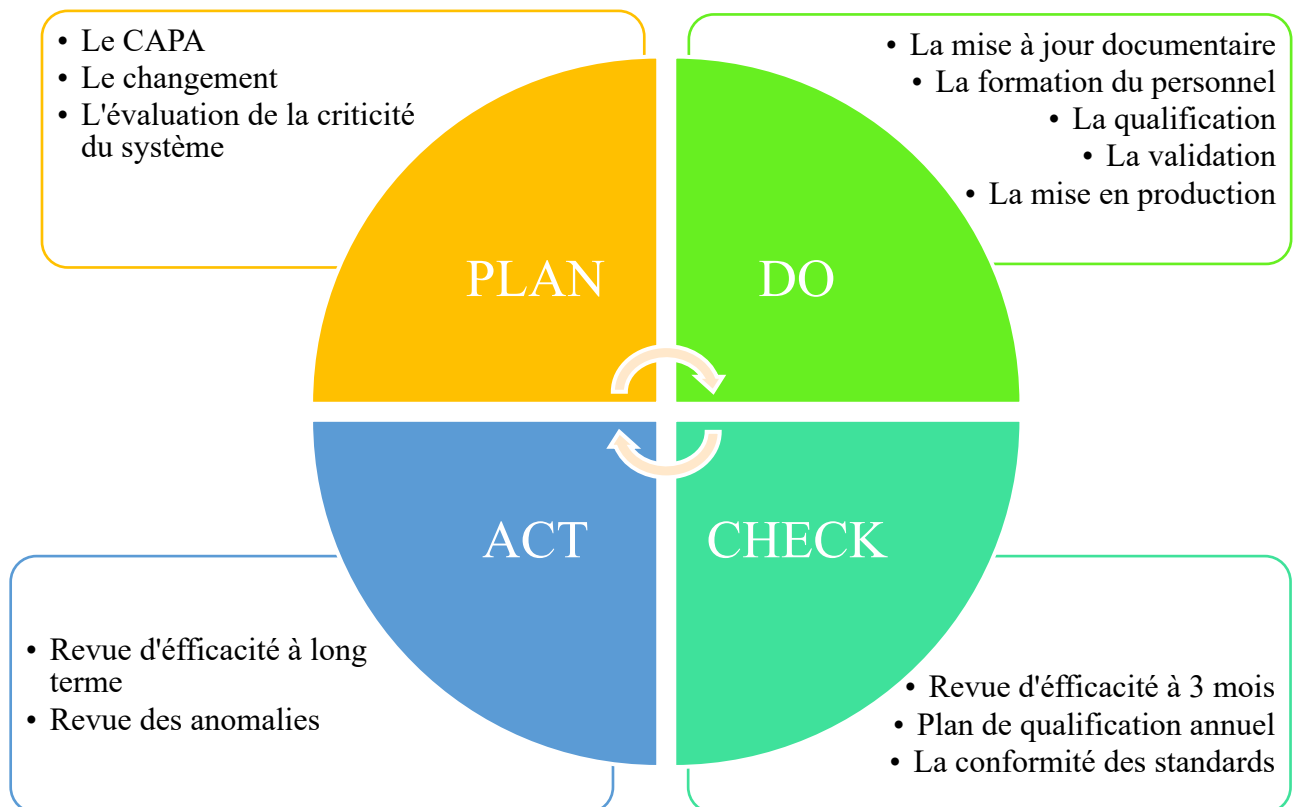 • Le CAPA
• Le changement
• L'évaluation de la criticité
du système
• La mise à jour documentaire
• La formation du personnel
• La qualification
• La validation
• La mise en production
PLAN
DO
ACT
CHECK
• Revue d'éfficacité à long
terme
• Revue des anomalies
• Revue d'éfficacité à 3 mois
• Plan de qualification annuel
• La conformité des standards